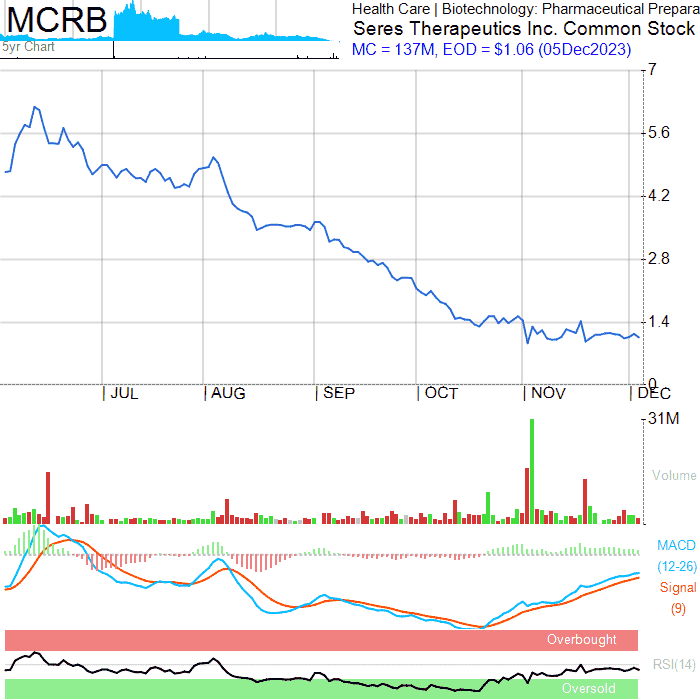 MCRB
5yr Chart
Health Care | Biotechnology: Pharmaceutical Prepara
Seres Therapeutics Inc. Common Stock
MC = 137M, EOD = $1.06 (05Dec2023)
7
5.6
4.2
2.8
1.4
0
JUL
AUG
SEP
OCT
NOV
DEC
31M
Volume
MACD
(12-26)
Signal
(9)
Overbought
RSI(14)
Oversold